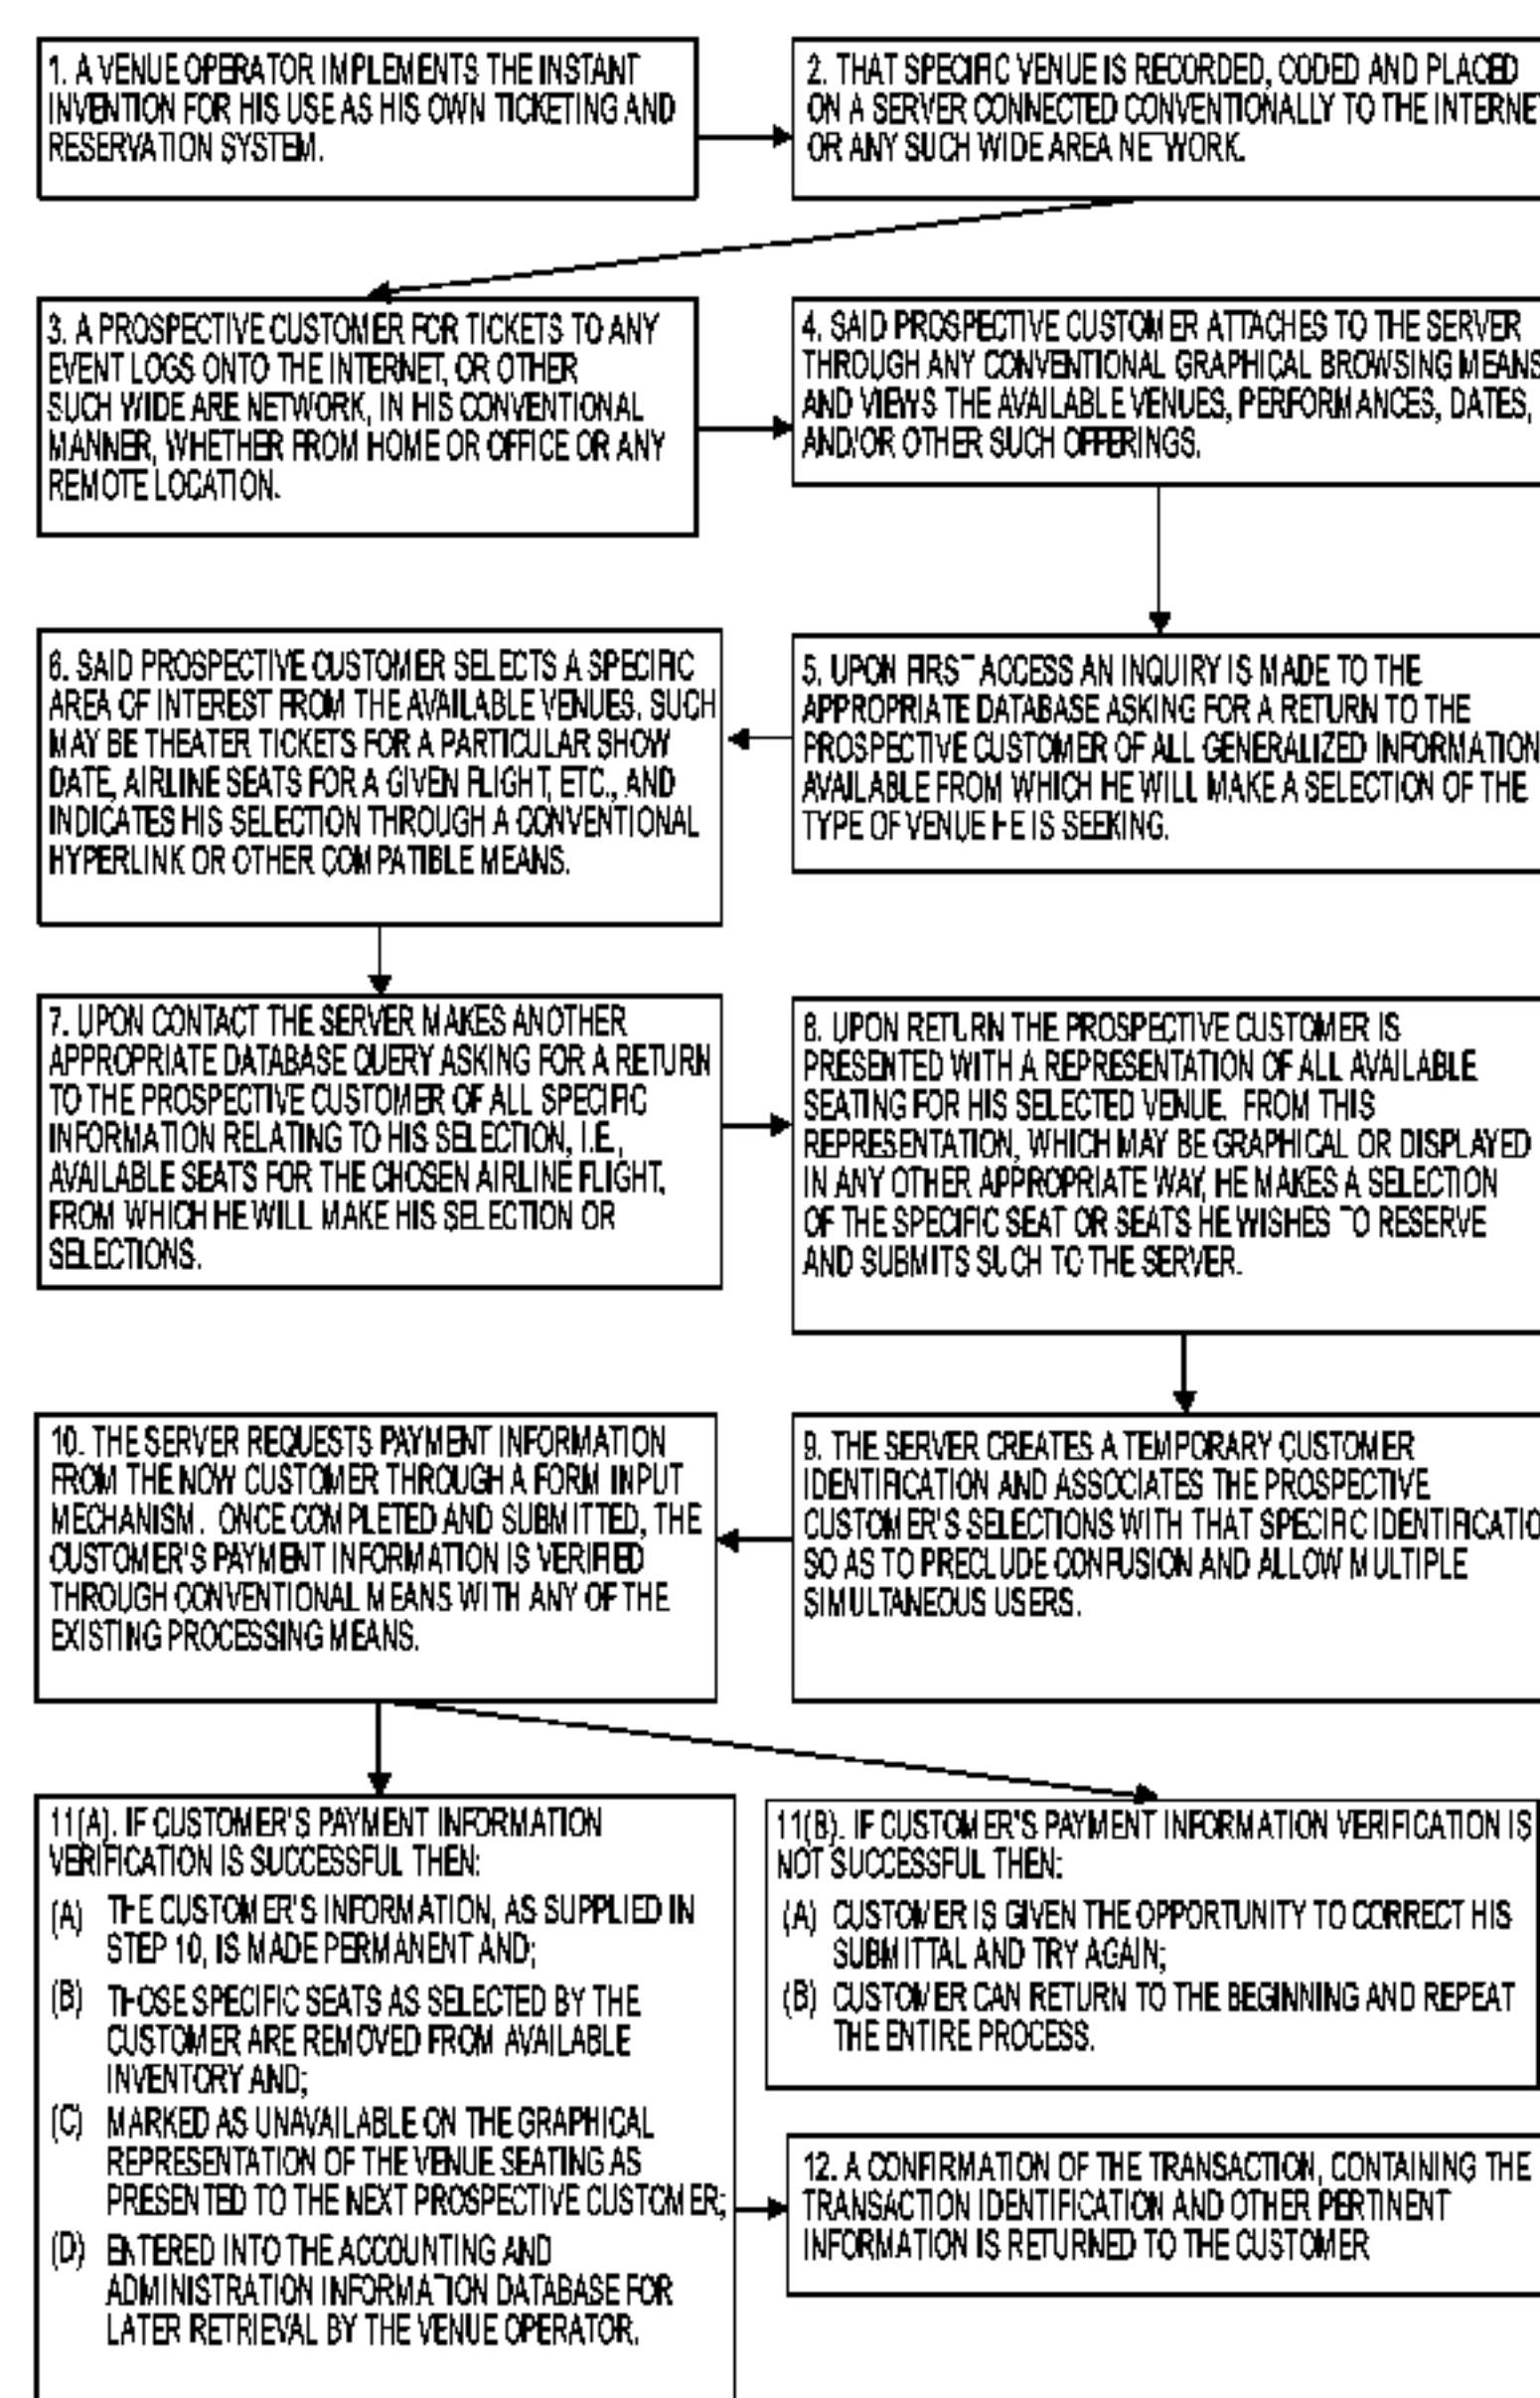 1. A VENUE OPERATOR IMPLEMENTS THE INSTANT
INVENTION FOR HIS USE AS HIS OWN TICKETING AND
RESERVATION SYSTEM.
2. THAT SPECIFIC VENUE IS RECORDED, CODED AND PLACED
ON A SERVER CONNECTED CONVENTIONALLY TO THE INTERNET
OR ANY SUCH WIDE AREA NETWORK.
3. A PROSPECTIVE CUSTOMER FOR TICKETS TO ANY
EVENT LOGS ONTO THE INTERNET, OR OTHER
SUCH WIDE ARE NETWORK, IN HIS CONVENTIONAL
MANNER, WHETHER FROM HOME OR OFFICE OR ANY
REMOTE LOCATION.
4. SAID PROSPECTIVE CUSTOMER ATTACHES TO THE SERVER
THROUGH ANY CONVENTIONAL GRAPHICAL BROWSING MEANS
AND VIEWS THE AVAILABLE VENUES, PERFORMANCES, DATES,
AND/OR OTHER SUCH OFFERINGS.
5. UPON FIRST ACCESS AN INQUIRY IS MADE TO THE
APPROPRIATE DATABASE ASKING FOR A RETURN TO THE
PROSPECTIVE CUSTOMER OF ALL GENERALIZED INFORMATION
AVAILABLE FROM WHICH HE WILL MAKE A SELECTION OF THE
TYPE OF VENUE HE IS SEEKING.
6. SAID PROSPECTIVE CUSTOMER SELECTS A SPECIFIC
AREA OF INTEREST FROM THE AVAILABLE VENUES. SUCH
MAY BE THEATER TICKETS FOR A PARTICULAR SHOW
DATE, AIRLINE SEATS FOR A GIVEN FLIGHT, ETC., AND
INDICATES HIS SELECTION THROUGH A CONVENTIONAL
HYPERLINK OR OTHER COMPATIBLE MEANS.
7. UPON CONTACT THE SERVER MAKES ANOTHER
APPROPRIATE DATABASE QUERY ASKING FOR A RETURN
TO THE PROSPECTIVE CUSTOMER OF ALL SPECIFIC
INFORMATION RELATING TO HIS SELECTION, I.E.,
AVAILABLE SEATS FOR THE CHOSEN AIRLINE FLIGHT,
FROM WHICH HE WILL MAKE HIS SELECTION OR
SELECTIONS.
8. UPON RETURN THE PROSPECTIVE CUSTOMER IS
PRESENTED WITH A REPRESENTATION OF ALL AVAILABLE
SEATING FOR HIS SELECTED VENUE. FROM THIS
REPRESENTATION, WHICH MAY BE GRAPHICAL OR DISPLAYED
IN ANY OTHER APPROPRIATE WAY, HE MAKES A SELECTION
OF THE SPECIFIC SEAT OR SEATS HE WISHES TO RESERVE
AND SUBMITS SUCH TO THE SERVER.
9. THE SERVER CREATES A TEMPORARY CUSTOMER
IDENTIFICATION AND ASSOCIATES THE PROSPECTIVE
CUSTOMER'S SELECTIONS WITH THAT SPECIFIC IDENTIFICATIO
SO AS TO PRECLUDE CONFUSION AND ALLOW MULTIPLE
SIMULTANEOUS USERS.
10. THE SERVER REQUESTS PAYMENT INFORMATION
FROM THE NOW CUSTOMER THROUGH A FORM INPUT
MECHANISM. ONCE COMPLETED AND SUBMITTED, THE
CUSTOMER'S PAYMENT INFORMATION IS VERIFIED
THROUGH CONVENTIONAL MEANS WITH ANY OF THE
EXISTING PROCESSING MEANS.
11(A). IF CUSTOMER'S PAYMENT INFORMATION
VERIFICATION IS SUCCESSFUL THEN:
(A) THE CUSTOMER'S INFORMATION, AS SUPPLIED IN
STEP 10, IS MADE PERMANENT AND;
(B) THOSE SPECIFIC SEATS AS SELECTED BY THE
CUSTOMER ARE REMOVED FROM AVAILABLE
INVENTORY AND;
(C) MARKED AS UNAVAILABLE ON THE GRAPHICAL
REPRESENTATION OF THE VENUE SEATING AS
PRESENTED TO THE NEXT PROSPECTIVE CUSTOMER;
(D) ENTERED INTO THE ACCOUNTING AND
ADMINISTRATION INFORMATION DATABASE FOR
LATER RETRIEVAL BY THE VENUE OPERATOR.
11(B). IF CUSTOMER'S PAYMENT INFORMATION VERIFICATION IS
NOT SUCCESSFUL THEN:
(A) CUSTOMER IS GIVEN THE OPPORTUNITY TO CORRECT HIS
SUBMITTAL AND TRY AGAIN;
(B) CUSTOMER CAN RETURN TO THE BEGINNING AND REPEAT
THE ENTIRE PROCESS.
12. A CONFIRMATION OF THE TRANSACTION, CONTAINING THE
TRANSACTION IDENTIFICATION AND OTHER PERTINENT
INFORMATION IS RETURNED TO THE CUSTOMER